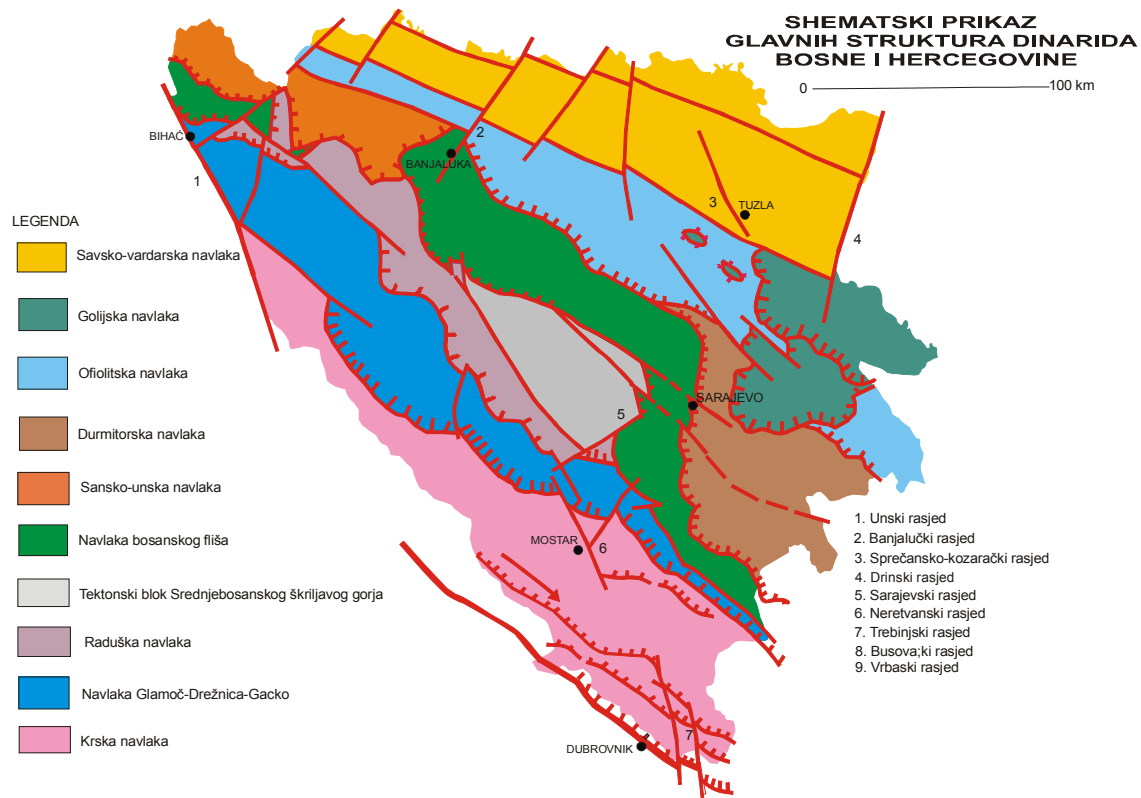 SHEMATSKI PRIKAZ
GLAVNIH STRUKTURA DINARIDA
BOSNE I HERCEGOVINE
0 100 km
BIHAĆ
1
2
BANJALUKA
3
TUZLA
4
SARAJEVO
5
MOSTAR
6
7
DUBROVNIK
LEGENDA
Savsko-vardarska navlaka
Golijska navlaka
Ofiolitska navlaka
Durmitorska navlaka
Sansko-unska navlaka
Navlaka bosanskog fliša
Tektonski blok Srednjebosanskog škriljavog gorja
Raduška navlaka
Navlaka Glamoč-Drežnica-Gacko
Krska navlaka
1. Unski rasjed
2. Banjalučki rasjed
3. Sprečansko-kozarački rasjed
4. Drinski rasjed
5. Sarajevski rasjed
6. Neretvanski rasjed
7. Trebinjski rasjed
8. Busova;ki rasjed
9. Vrbaski rasjed